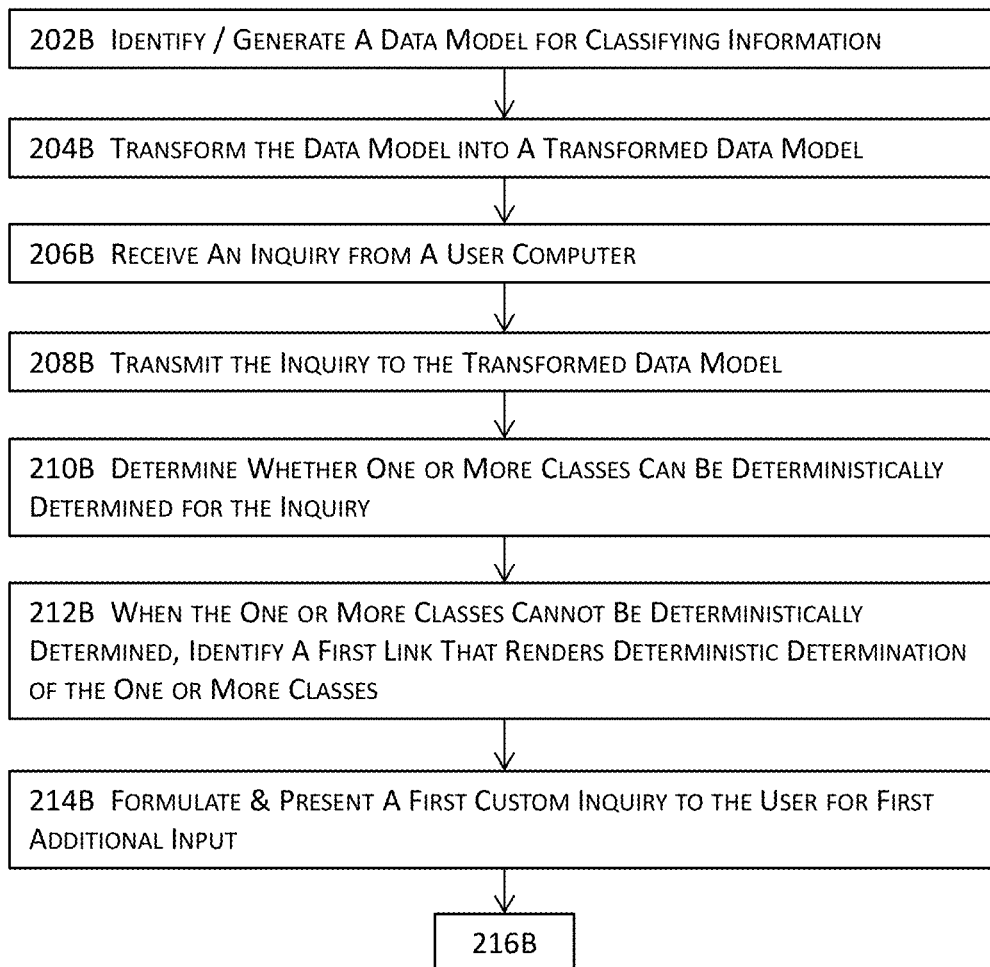 202B IDENTIFY / GENERATE A DATA MODEL FOR CLASSIFYING INFORMATION
204B TRANSFORM THE DATA MODEL INTO A TRANSFORMED DATA MODEL
206B RECEIVE AN INQUIRY FROM A USER COMPUTER
208B TRANSMIT THE INQUIRY TO THE TRANSFORMED DATA MODEL
210B DETERMINE WHETHER ONE OR MORE CLASSES CAN BE DETERMINISTICALLY
DETERMINED FOR THE INQUIRY
212B WHEN THE ONE OR MORE CLASSES CANNOT BE DETERMINISTICALLY
DETERMINED, IDENTIFY A FIRST LINK THAT RENDERS DETERMINISTIC DETERMINATION
OF THE ONE OR MORE CLASSES
214B FORMULATE & PRESENT A FIRST CUSTOM INQUIRY TO THE USER FOR FIRST
ADDITIONAL INPUT
216B